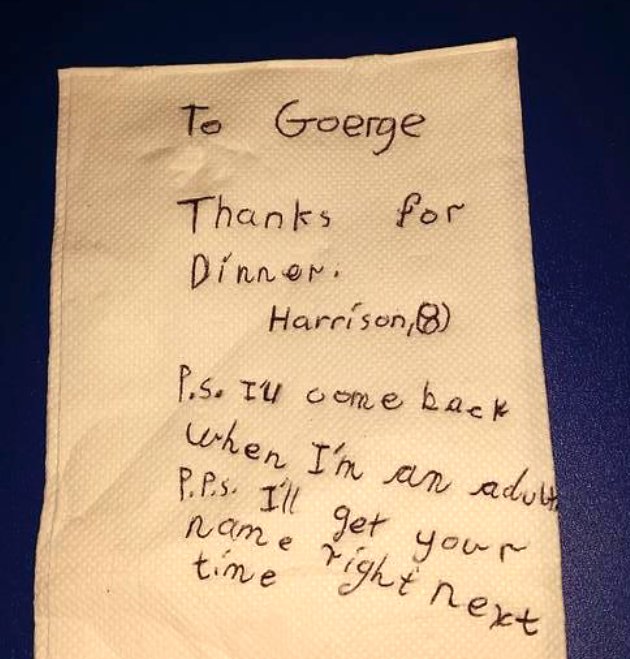 To Goerge
Thanks for
Dinner.
Harrison,(8)
P.s. I'll come back
when I'm an adult
P.P.s. I'll get your
name right next
time